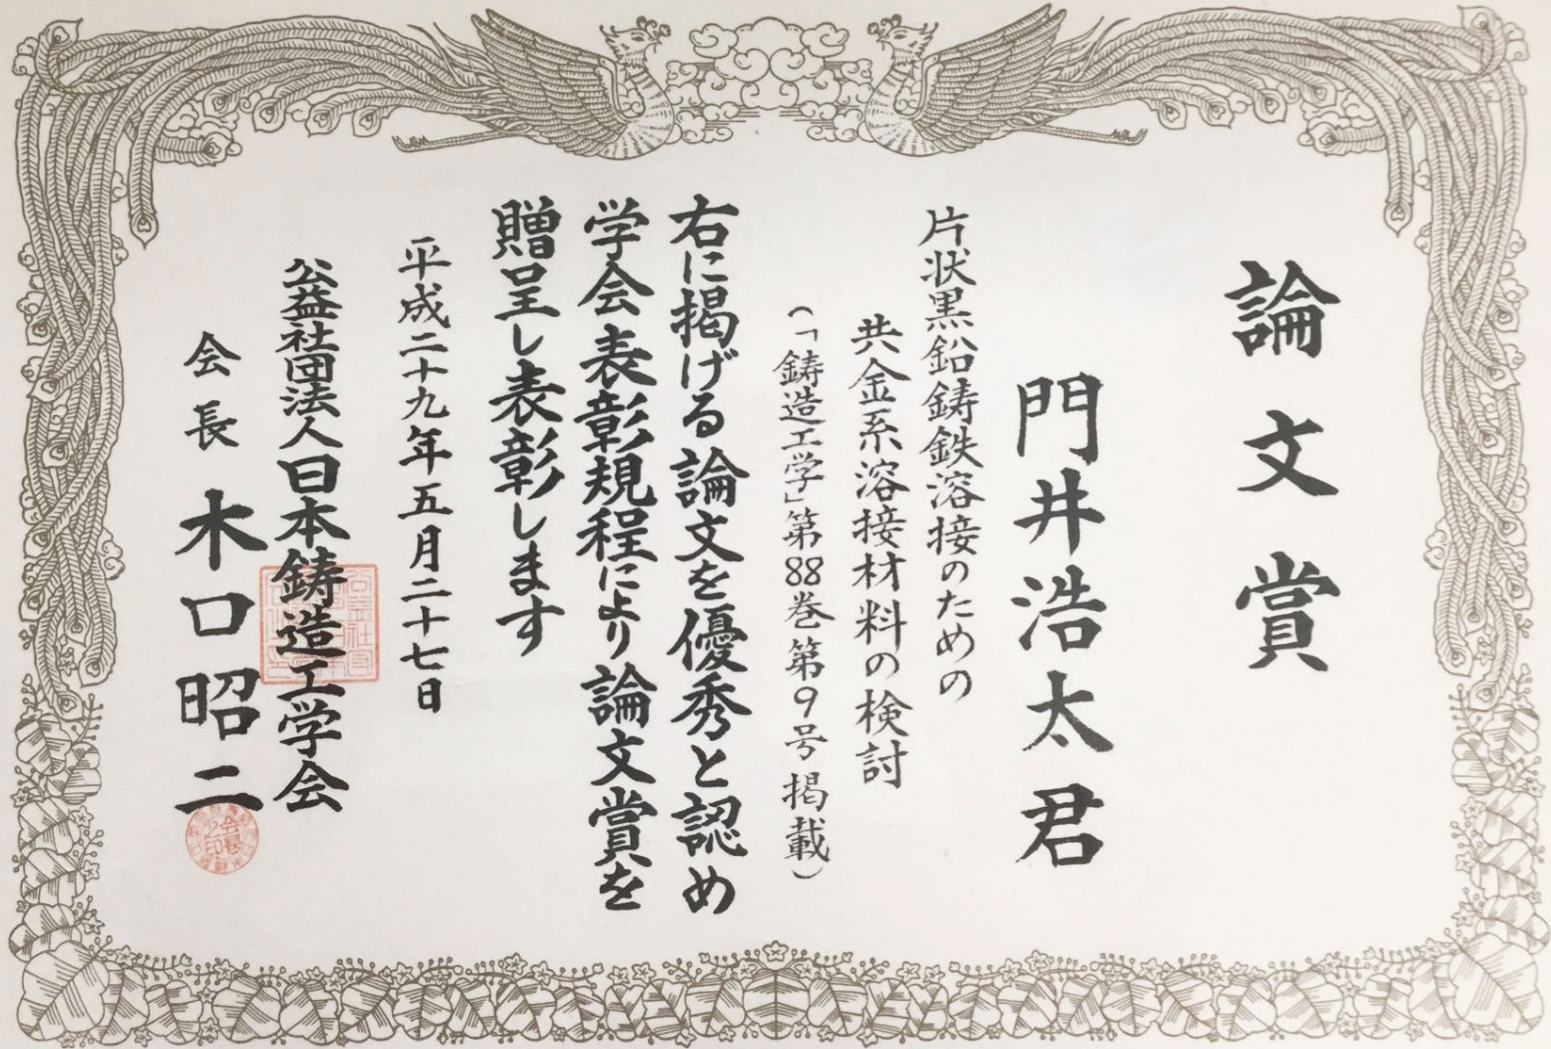 論文賞
門井浩太君
片状黒鉛鋳鉄溶接のための
共金系溶接材料の検討
(「鋳造工学」第88巻第9号掲載)
右に掲げる論文を優秀と認め
学会表彰規程により論文賞を
贈呈し表彰します
平成二十九年五月二十七日
公益社団法人日本鋳造工学会
会長 木口昭二